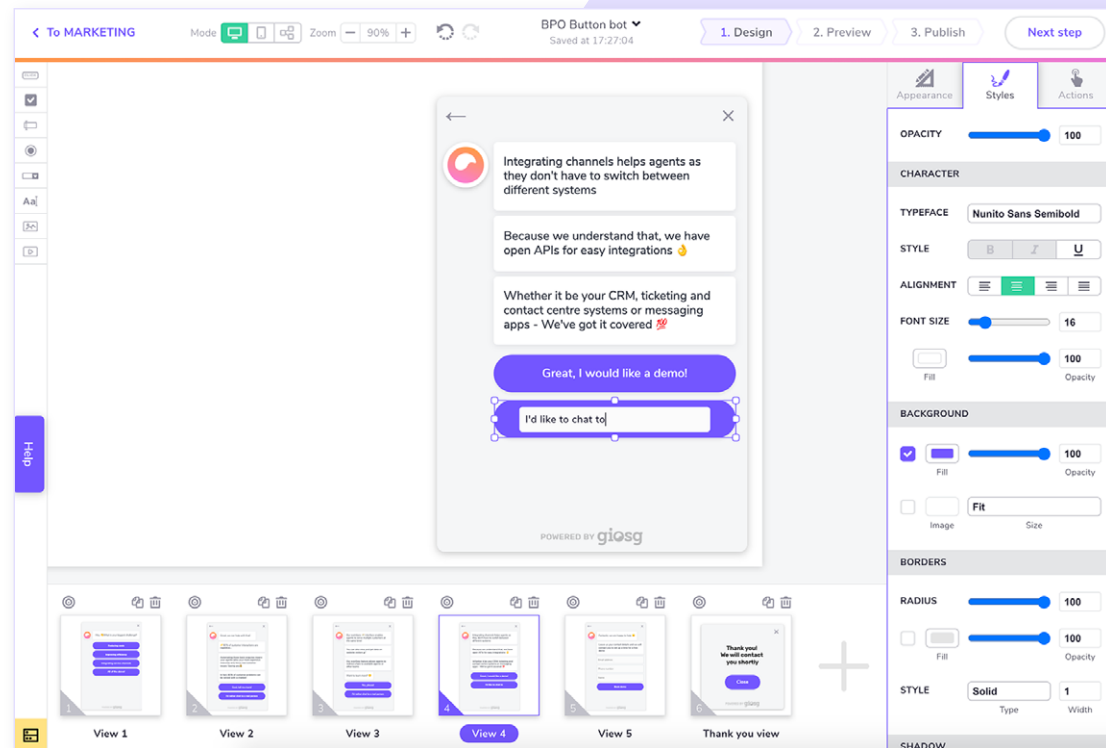 To MARKETING
Mode
Zoom
90%
BPO Button bot
Saved at 17:27:04
1. Design
2. Preview
3. Publish
Next step
Aa
Help
Integrating channels helps agents as
they don't have to switch between
different systems
Because we understand that, we have
open APIs for easy integrations 👌
Whether it be your CRM, ticketing and
contact centre systems or messaging
apps - We've got it covered 💯
Great, I would like a demo!
I'd like to chat to
POWERED BY giosg
Appearance
Styles
Actions
OPACITY
100
CHARACTER
TYPEFACE
Nunito Sans Semibold
STYLE
B
I
U
ALIGNMENT
FONT SIZE
16
100
Fill
Opacity
BACKGROUND
100
Fill
Opacity
Fit
Image
Size
BORDERS
RADIUS
100
100
Fill
Opacity
STYLE
Solid
1
Type
Width
SHADOW
1
View 1
2
View 2
3
View 3
4
View 4
5
View 5
Thank you!
We will contact
you shortly
Close
6
Thank you view